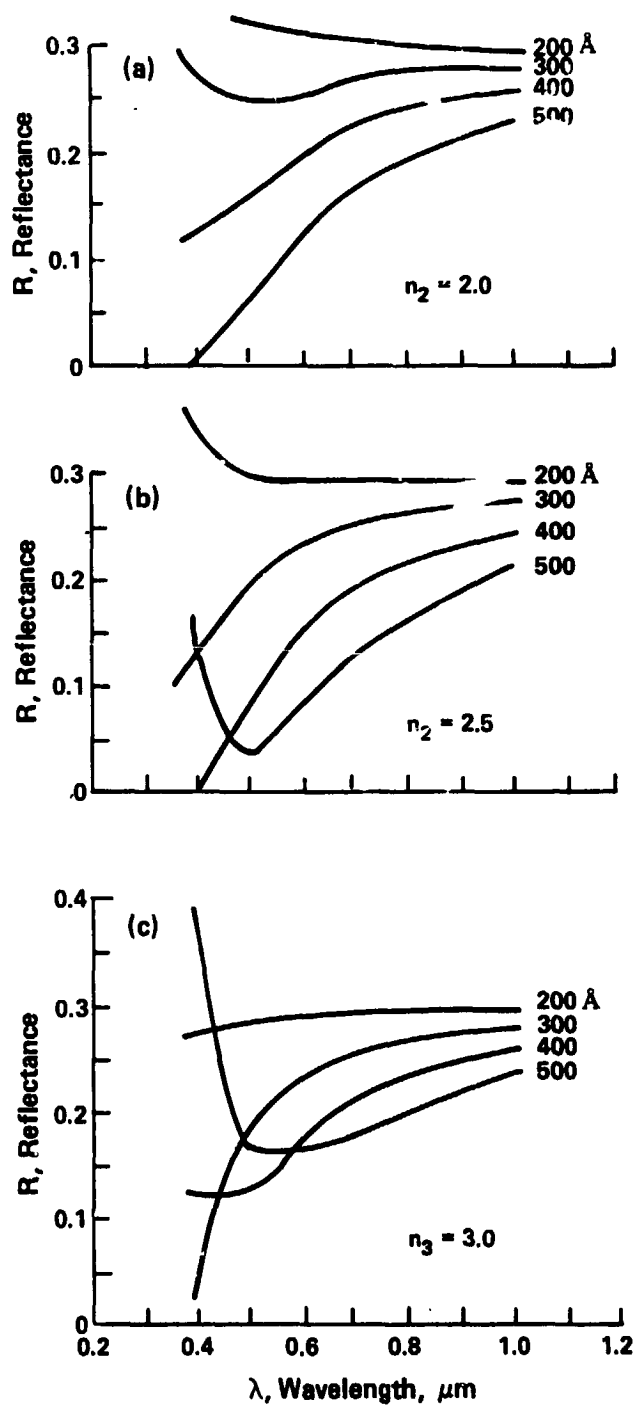 (a)
0.3
0.2
0.1
0
R, Reflectance
200 Å
300
400
500
n₂ = 2.0
(b)
0.3
0.2
0.1
.0
R, Reflectance
200 Å
300
400
500
n₂ = 2.5
(c)
0.4
0.3
0.2
0.1
0
R, Reflectance
200 Å
300
400
500
n₃ = 3.0
0.2 0.4 0.6 0.8 1.0 1.2
λ, Wavelength, μm